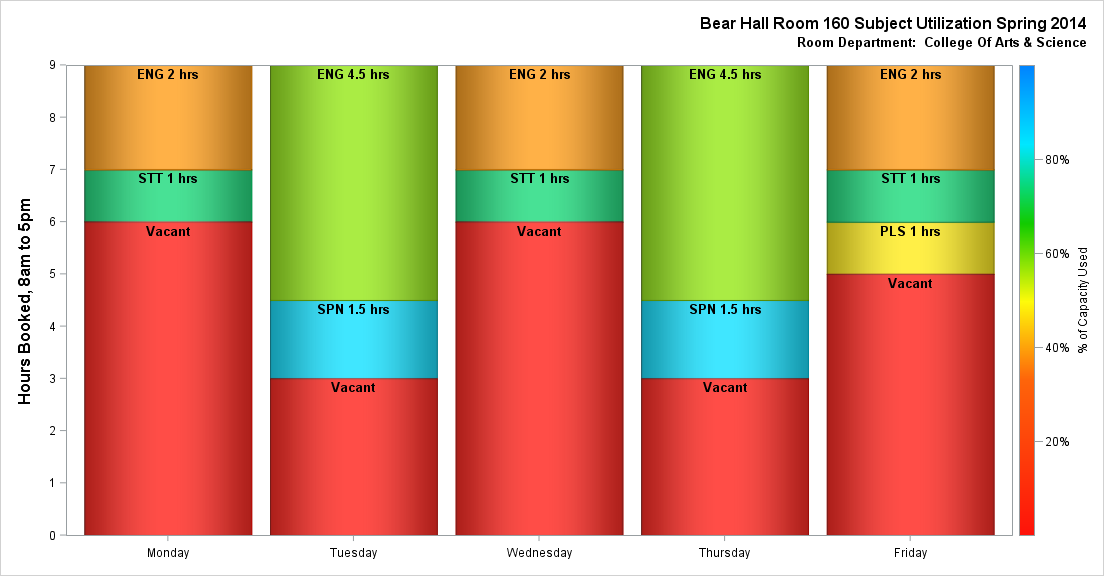 Bear Hall Room 160 Subject Utilization Spring 2014
Room Department:  College Of Arts & Science
Hours Booked, 8am to 5pm
9
8
7
6
5
4
3
2
1
0
ENG 2 hrs
STT 1 hrs
Vacant
Monday
ENG 4.5 hrs
SPN 1.5 hrs
Vacant
Tuesday
ENG 2 hrs
STT 1 hrs
Vacant
Wednesday
ENG 4.5 hrs
SPN 1.5 hrs
Vacant
Thursday
ENG 2 hrs
STT 1 hrs
PLS 1 hrs
Vacant
Friday
80%
60%
40%
20%
% of Capacity Used